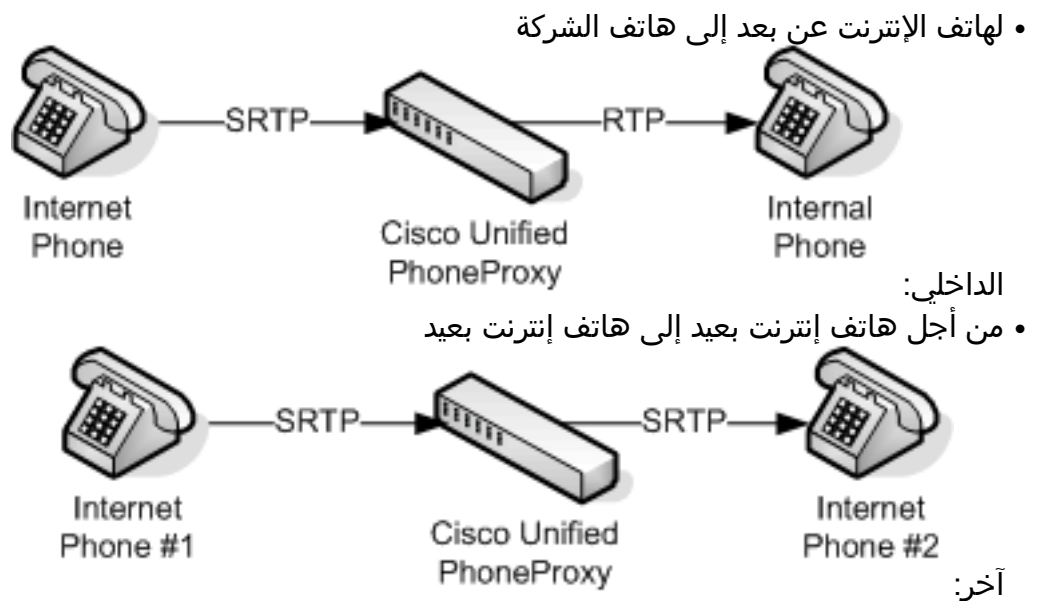 • لهاتف الإنترنت عن بعد إلى هاتف الشركة
SRTP
RTP
Internet
Phone
Cisco Unified
PhoneProxy
Internal
Phone
الداخلي:
• من أجل هاتف إنترنت بعيد إلى هاتف إنترنت بعيد
SRTP
SRTP
Internet
Phone #1
Cisco Unified
PhoneProxy
Internet
Phone #2
آخر: